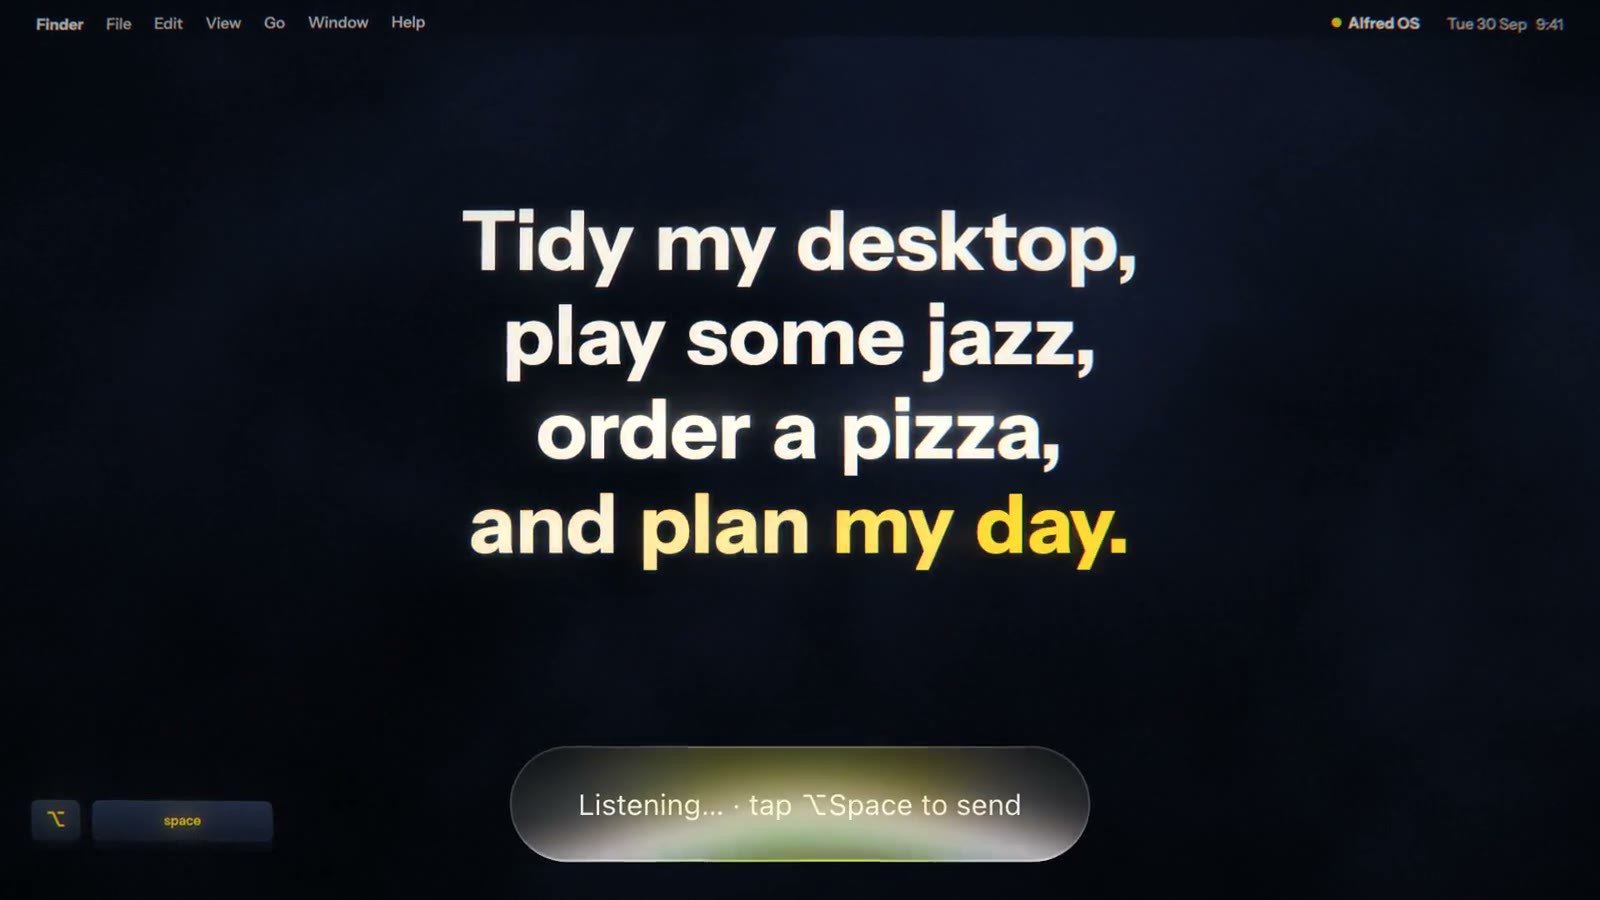 Finder File Edit View Go Window Help
Alfred OS Tue 30 Sep 9:41
Tidy my desktop,
play some jazz,
order a pizza,
and plan my day.
Listening... · tap ⌥Space to send
⌥ space